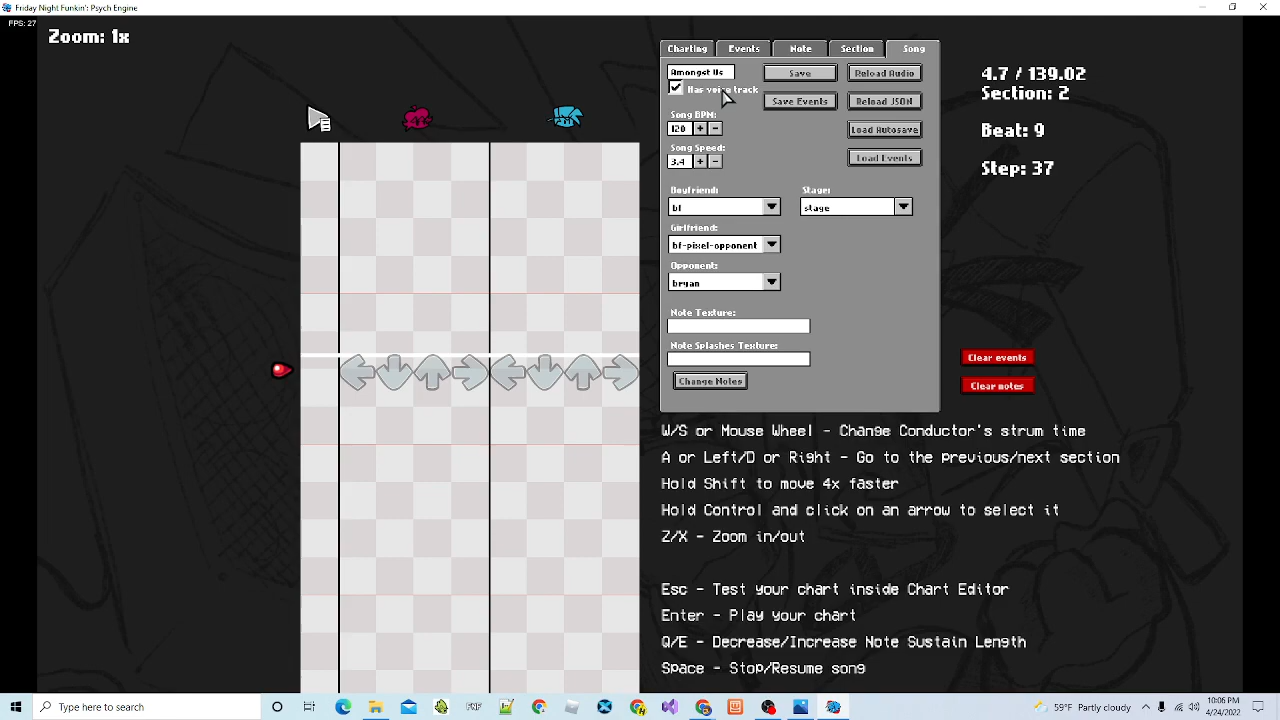 Friday Night Funkin': Psych Engine
FPS: 27
Zoom: 1x
Charting Events Note Section Song
Amongst Us
Save
Reload Audio
Has voice track
Save Events
Reload JSON
Song BPM:
120 + -
Load Autosave
Song Speed:
3.4 + -
Load Events
Boyfriend:
Stage:
bf
stage
Girlfriend:
bf-pixel-opponent
Opponent:
bryan
Note Texture:
Note Splashes Texture:
Change Notes
4.7 / 139.02
Section: 2
Beat: 9
Step: 37
Clear events
Clear notes
W/S or Mouse Wheel - Change Conductor's strum time
A or Left/D or Right - Go to the previous/next section
Hold Shift to move 4x faster
Hold Control and click on an arrow to select it
Z/X - Zoom in/out
Esc - Test your chart inside Chart Editor
Enter - Play your chart
Q/E - Decrease/Increase Note Sustain Length
Space - Stop/Resume song
Type here to search
59°F Partly cloudy
10:06 PM
4/24/2022